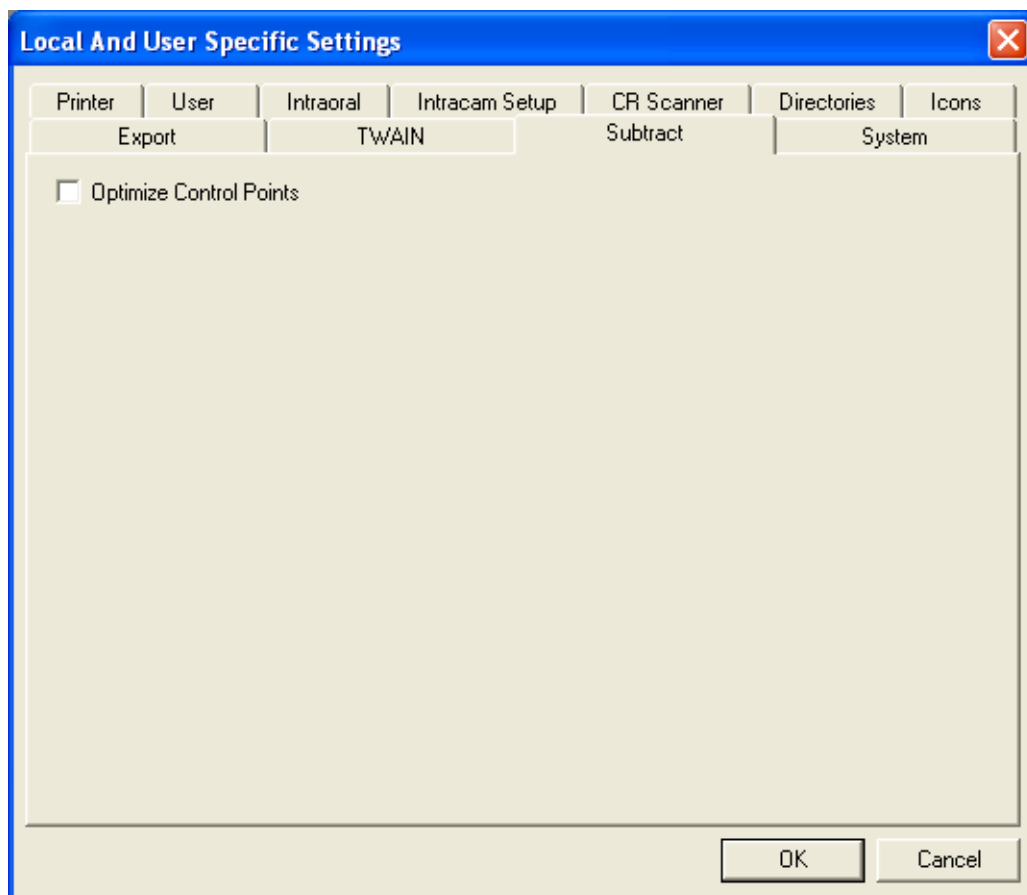 Local And User Specific Settings
Printer User Intraoral Intracam Setup CR Scanner Directories Icons
Export TWAIN Subtract System
Optimize Control Points
OK Cancel